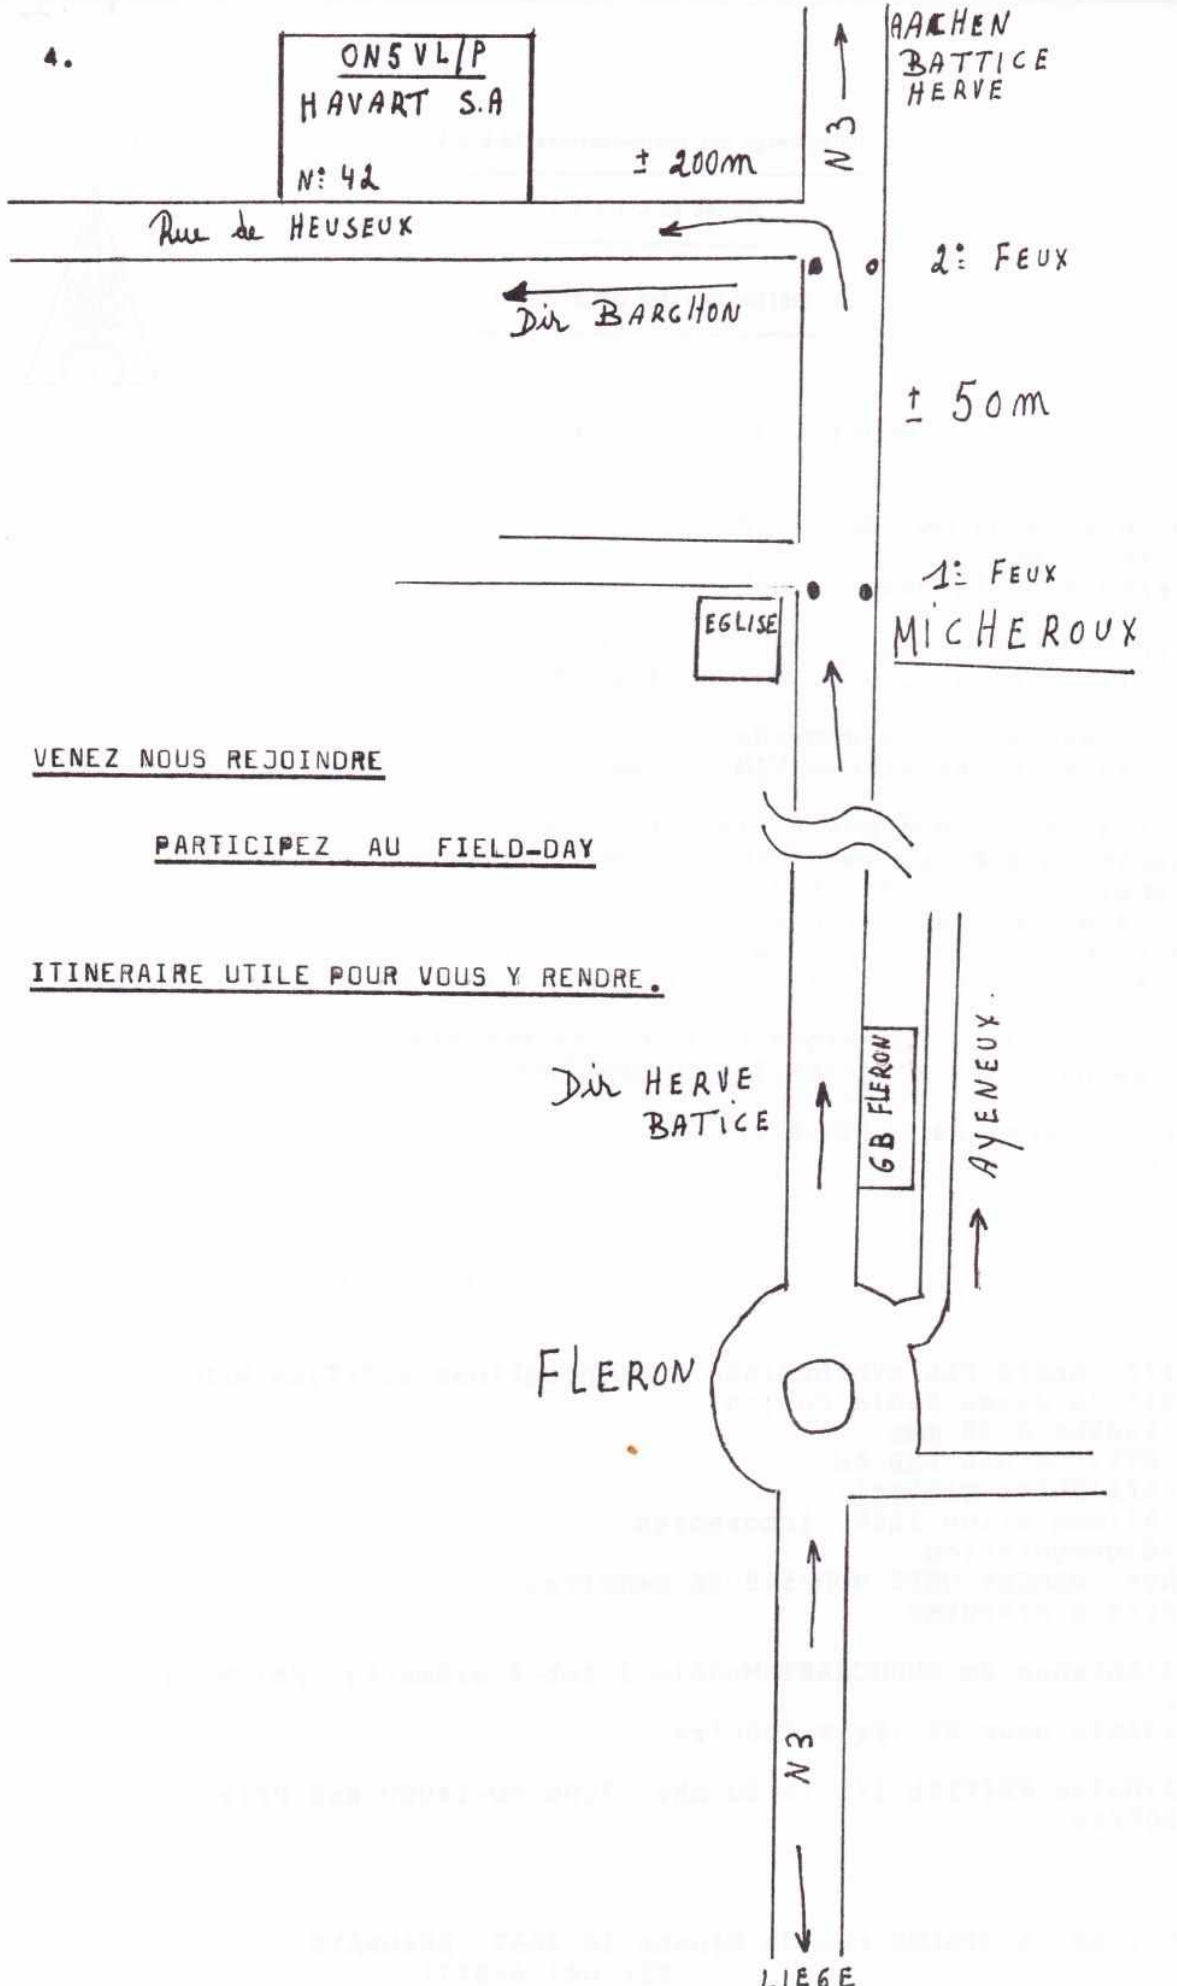 4.
ON5VL/P
HAVART S.A
N: 42
AACHEN
BATTICE
HERVE
N3
± 200m
Rue de HEUSEUX
2: FEUX
Dir BARCHON
± 50m
1: FEUX
EGLISE
MICHEROUX
VENEZ NOUS REJOINDRE
PARTICIPEZ AU FIELD-DAY
ITINERAIRE UTILE POUR VOUS Y RENDRE.
Dir HERVE
BATICE
GB FLERON
AYENEUX.
FLERON
N3
LIEGE